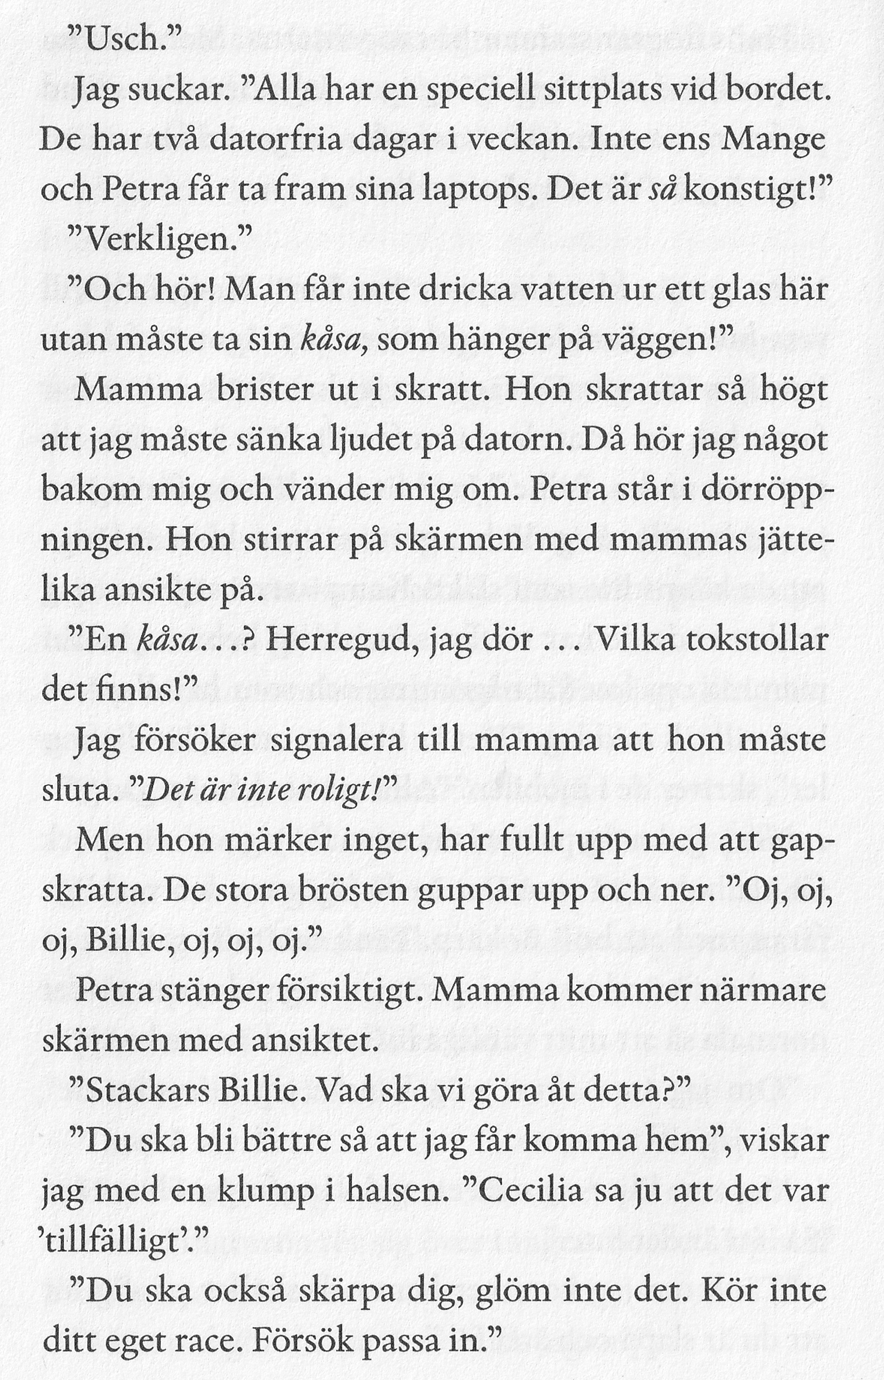 ”Usch.”
Jag suckar. ”Alla har en speciell sittplats vid bordet.
De har två datorfria dagar i veckan. Inte ens Mange
och Petra får ta fram sina laptops. Det är så konstigt!”
”Verkligen.”
”Och hör! Man får inte dricka vatten ur ett glas här
utan måste ta sin kåsa, som hänger på väggen!”
Mamma brister ut i skratt. Hon skrattar så högt
att jag måste sänka ljudet på datorn. Då hör jag något
bakom mig och vänder mig om. Petra står i dörröpp-
ningen. Hon stirrar på skärmen med mammas jätte-
lika ansikte på.
”En kåsa…? Herregud, jag dör … Vilka tokstollar
det finns!”
Jag försöker signalera till mamma att hon måste
sluta. ”Det är inte roligt!”
Men hon märker inget, har fullt upp med att gap-
skratta. De stora brösten guppar upp och ner. ”Oj, oj,
oj, Billie, oj, oj, oj.”
Petra stänger försiktigt. Mamma kommer närmare
skärmen med ansiktet.
”Stackars Billie. Vad ska vi göra åt detta?”
”Du ska bli bättre så att jag får komma hem”, viskar
jag med en klump i halsen. ”Cecilia sa ju att det var
’tillfälligt’.”
”Du ska också skärpa dig, glöm inte det. Kör inte
ditt eget race. Försök passa in.”